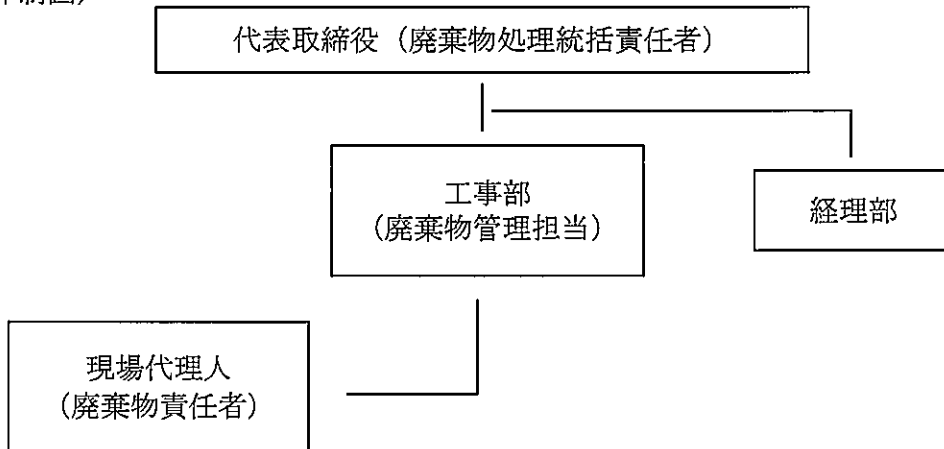 代表取締役（廃棄物処理統括責任者）
工事部
（廃棄物管理担当）
経理部
現場代理人
（廃棄物責任者）